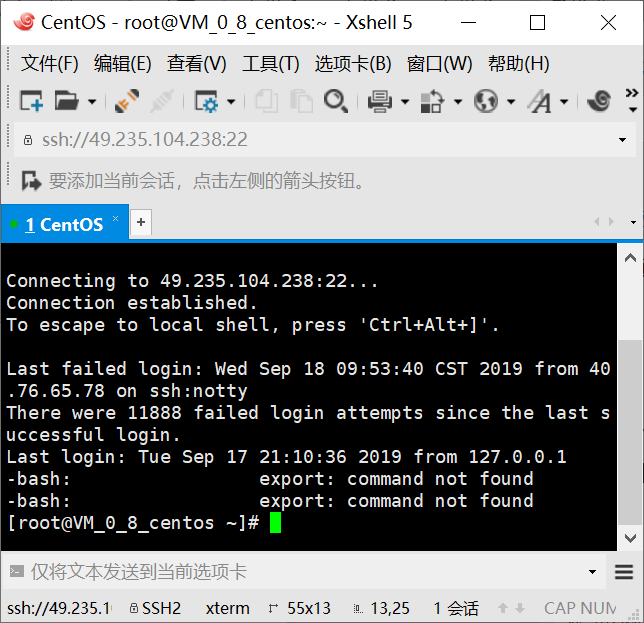 CentOS - root@VM_0_8_centos:~ - Xshell 5
文件(F) 编辑(E) 查看(V) 工具(T) 选项卡(B) 窗口(W) 帮助(H)
ssh://49.235.104.238:22
要添加当前会话，点击左侧的箭头按钮。
1 CentOS × +
Connecting to 49.235.104.238:22...
Connection established.
To escape to local shell, press 'Ctrl+Alt+]'.
Last failed login: Wed Sep 18 09:53:40 CST 2019 from 40
.76.65.78 on ssh:notty
There were 11888 failed login attempts since the last s
uccessful login.
Last login: Tue Sep 17 21:10:36 2019 from 127.0.0.1
-bash:                  export: command not found
-bash:                  export: command not found
[root@VM_0_8_centos ~]#
仅将文本发送到当前选项卡
ssh://49.235.1 SSH2 xterm 55x13 13,25 1 会话 CAP NUM